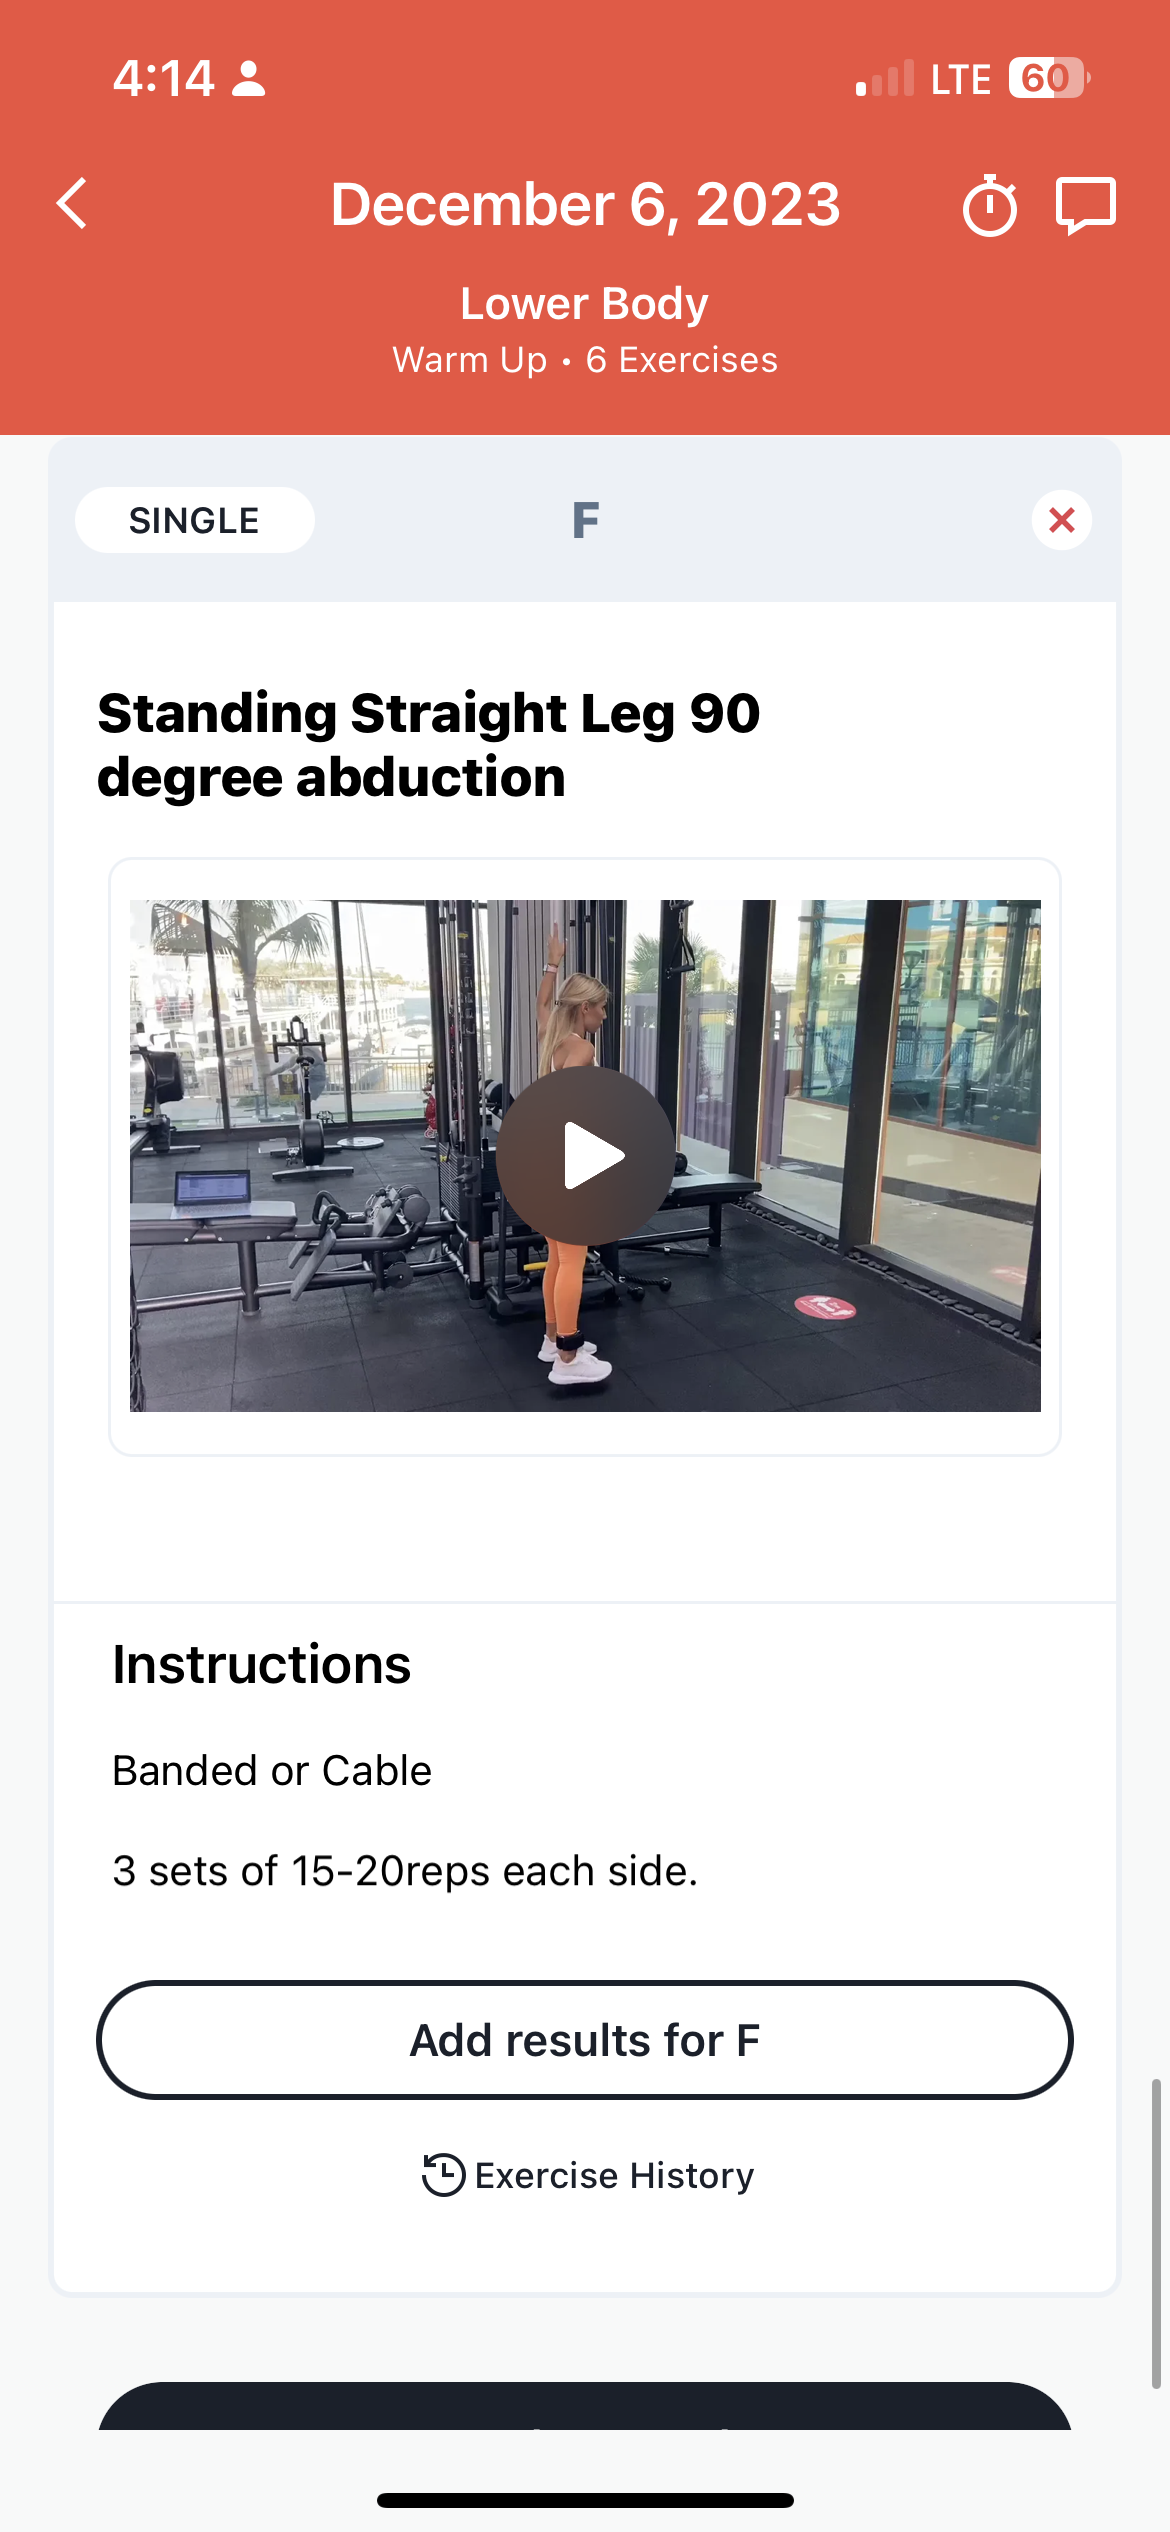 4:14
LTE 60
December 6, 2023
Lower Body
Warm Up • 6 Exercises
SINGLE
F
Standing Straight Leg 90
degree abduction
Instructions
Banded or Cable
3 sets of 15-20reps each side.
Add results for F
Exercise History